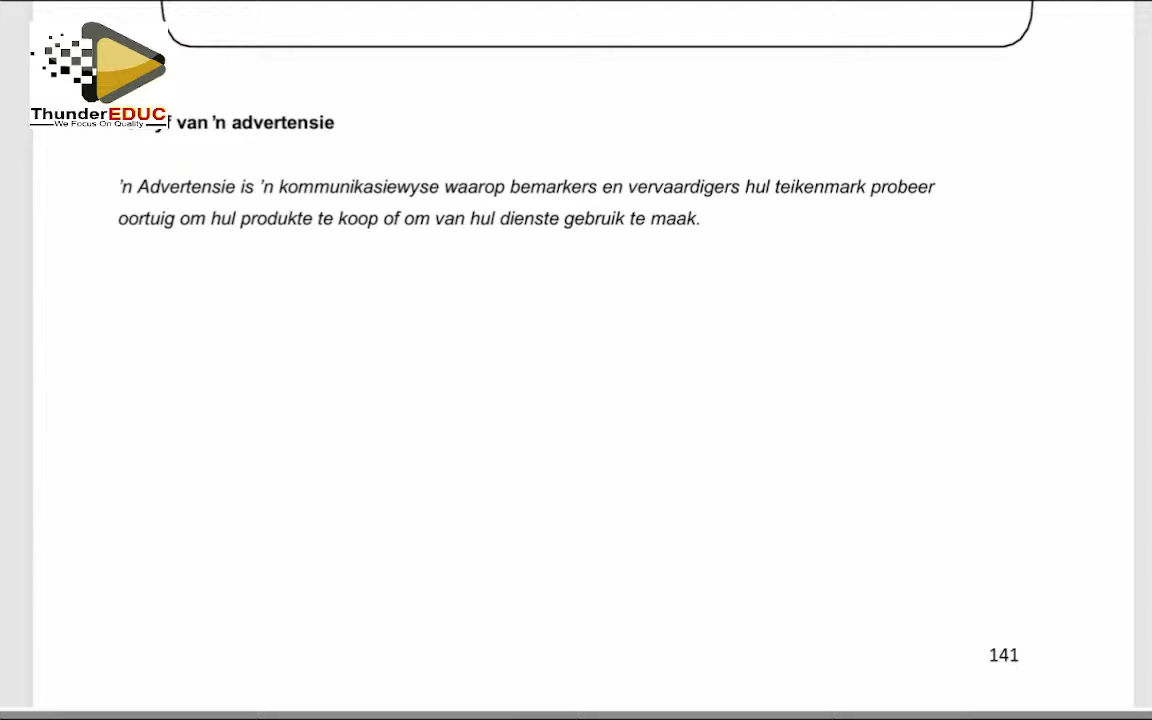 ThunderEDUC
We Focus On Quality
van 'n advertensie
'n Advertensie is 'n kommunikasiewyse waarop bemarkers en vervaardigers hul teikenmark probeer
oortuig om hul produkte te koop of om van hul dienste gebruik te maak.
141